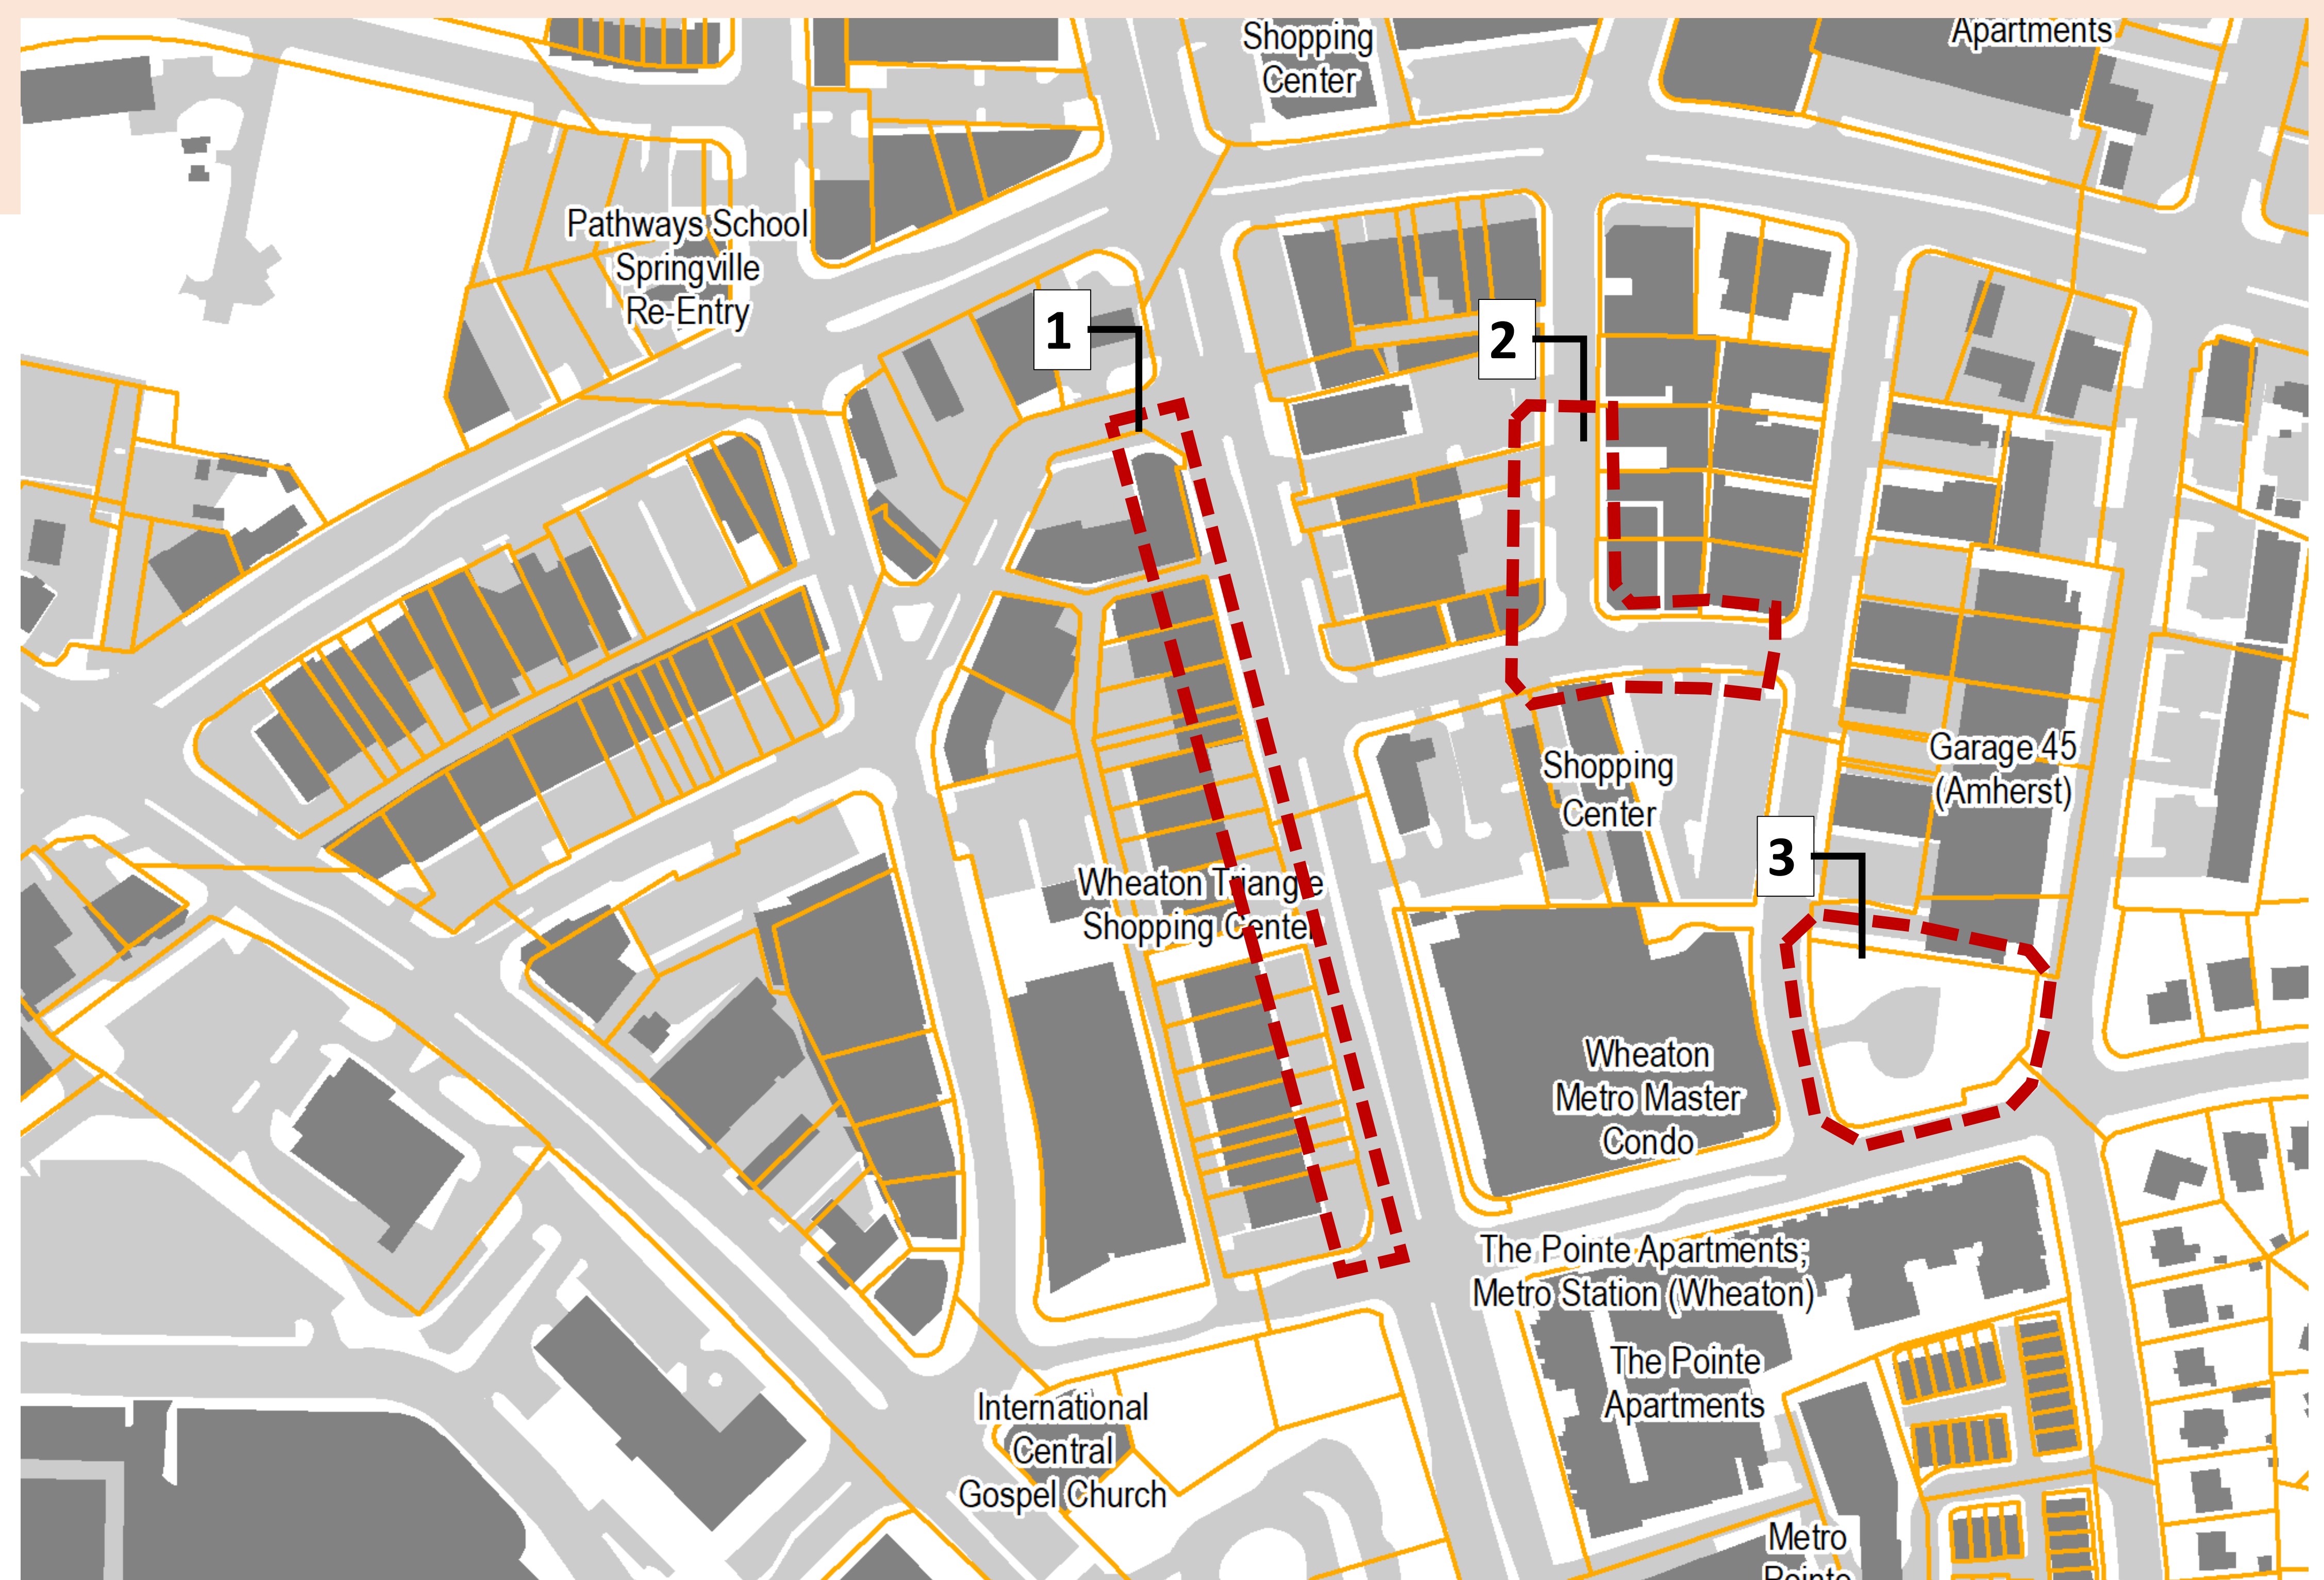 Shopping
Center
Apartments
Pathways School
Springville
Re-Entry
1
2
Garage 45
(Amherst)
Shopping
Center
3
Wheaton Triangle
Shopping Center
Wheaton
Metro Master
Condo
The Pointe Apartments;
Metro Station (Wheaton)
The Pointe
Apartments
International
Central
Gospel Church
Metro
Pointe